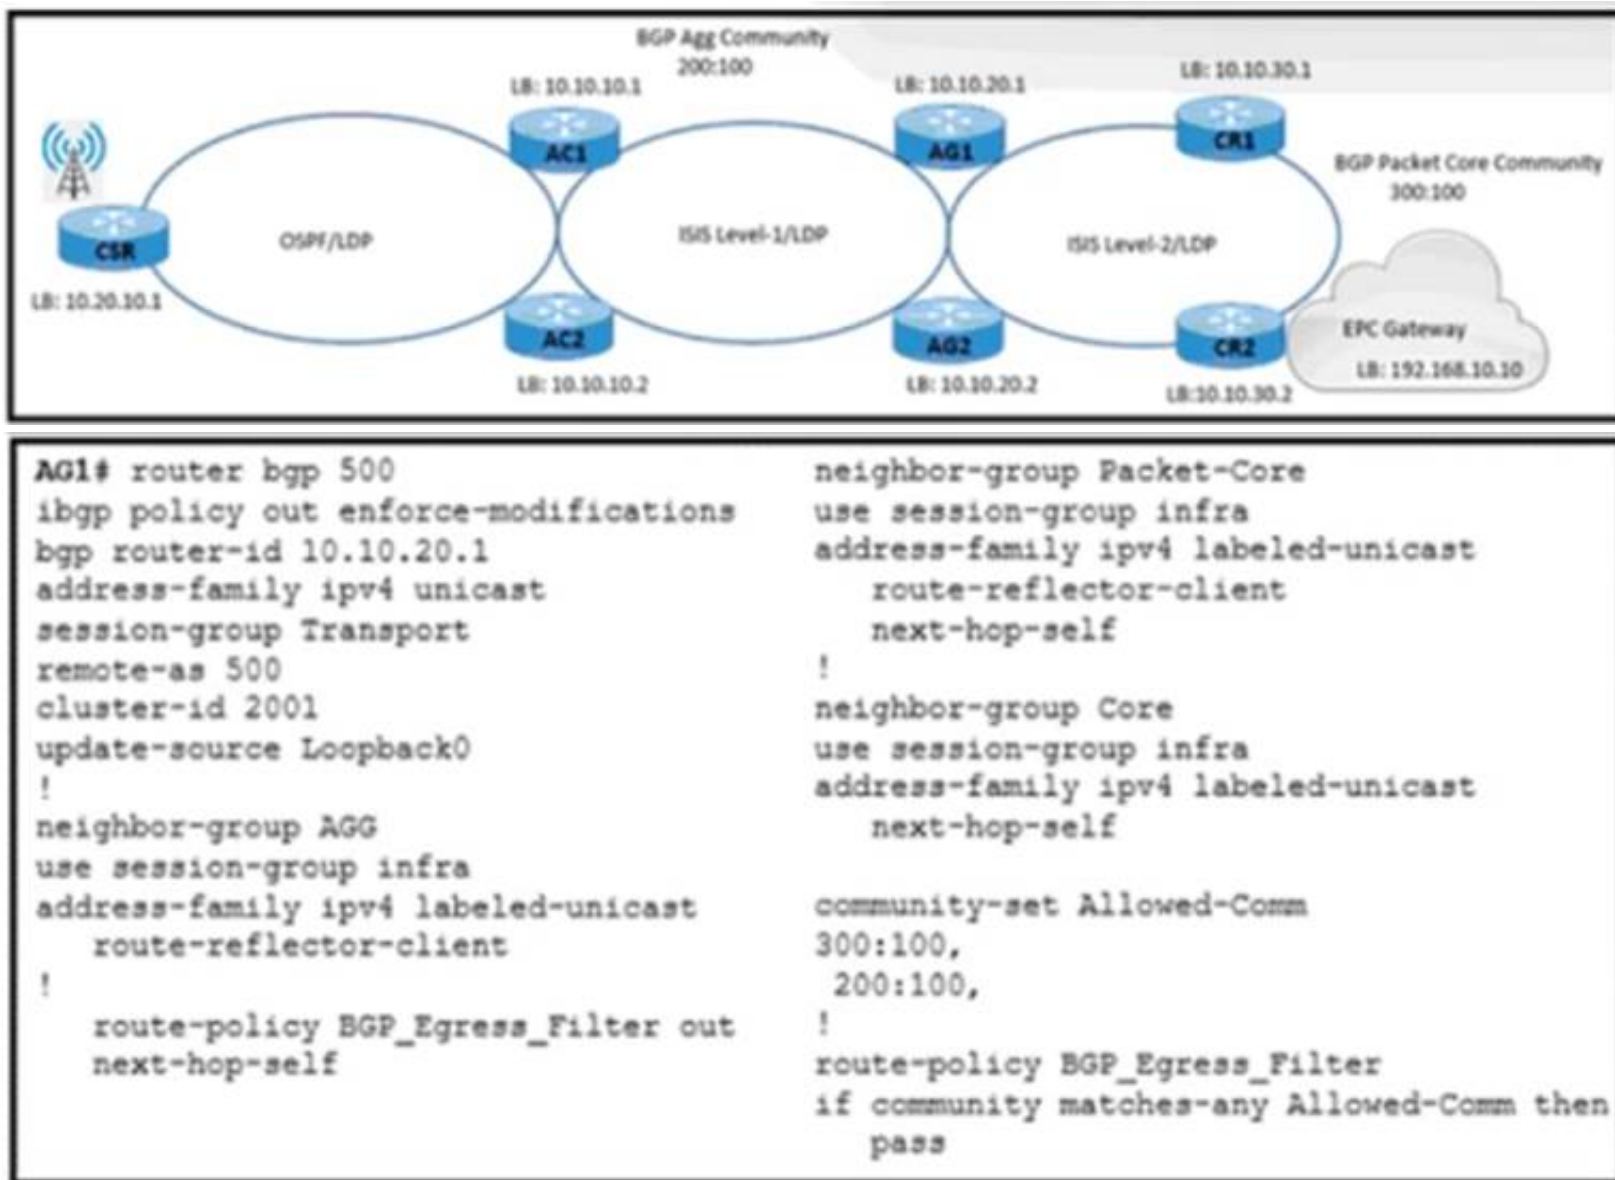 BGP Agg Community
200:100
LB: 10.10.10.1
LB: 10.10.20.1
LB: 10.10.30.1
AC1
AG1
CR1
BGP Packet Core Community
300:100
CSR
OSPF/LDP
ISIS Level-1/LDP
ISIS Level-2/LDP
LB: 10.20.10.1
AC2
AG2
CR2
EPC Gateway
LB: 192.168.10.10
LB: 10.10.10.2
LB: 10.10.20.2
LB:10.10.30.2
AG1# router bgp 500
ibgp policy out enforce-modifications
bgp router-id 10.10.20.1
address-family ipv4 unicast
session-group Transport
remote-as 500
cluster-id 2001
update-source Loopback0
!
neighbor-group AGG
use session-group infra
address-family ipv4 labeled-unicast
route-reflector-client
!
route-policy BGP_Egress_Filter out
next-hop-self
neighbor-group Packet-Core
use session-group infra
address-family ipv4 labeled-unicast
route-reflector-client
next-hop-self
!
neighbor-group Core
use session-group infra
address-family ipv4 labeled-unicast
next-hop-self
community-set Allowed-Comm
300:100,
200:100,
!
route-policy BGP_Egress_Filter
if community matches-any Allowed-Comm then
pass